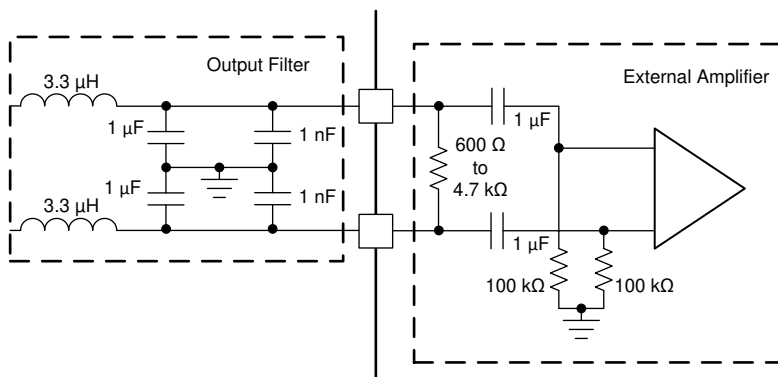 Output Filter
External Amplifier
3.3 µH
1 µF
1 nF
1 µF
600 Ω
to
4.7 kΩ
1 µF
1 nF
3.3 µH
1 µF
100 kΩ
100 kΩ